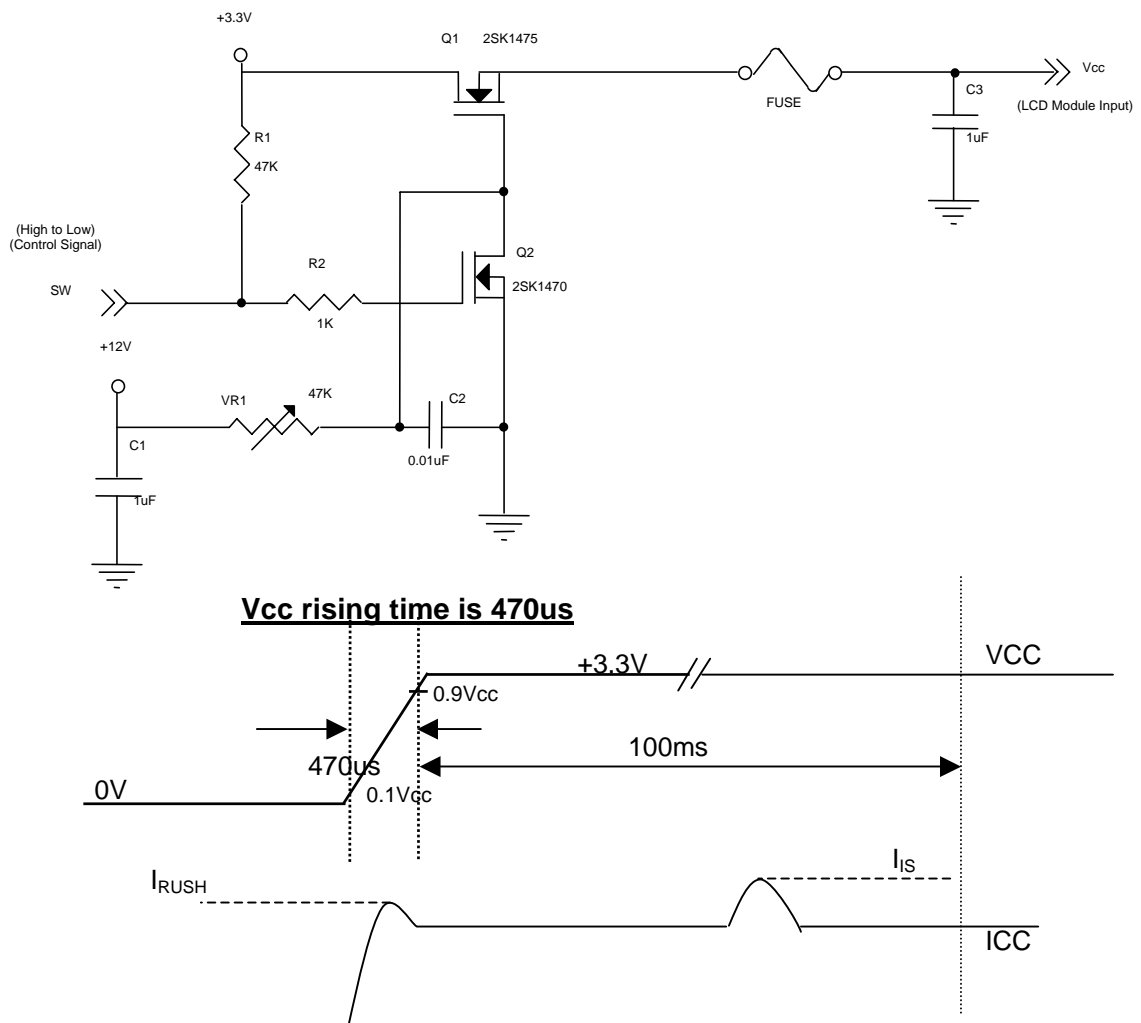 +3.3V
Q1 2SK1475
Vcc
FUSE
C3
(LCD Module Input)
R1
47K
1uF
(High to Low)
(Control Signal)
Q2
R2
2SK1470
SW
1K
+12V
VR1
47K
C2
C1
0.01uF
1uF
Vcc rising time is 470us
+3.3V
VCC
0.9Vcc
100ms
470us
0V
0.1Vcc
IIS
IRUSH
ICC